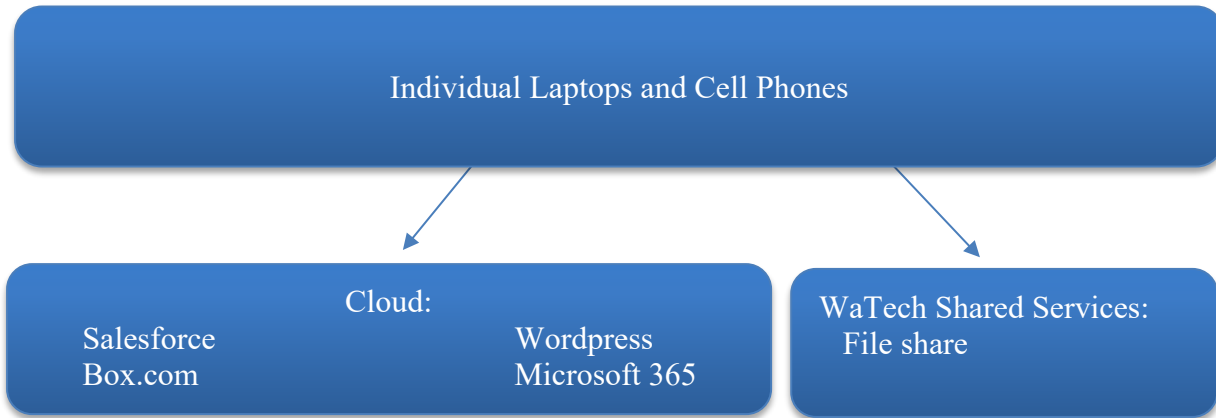 Individual Laptops and Cell Phones
Cloud:
Salesforce Wordpress
Box.com Microsoft 365
WaTech Shared Services:
File share